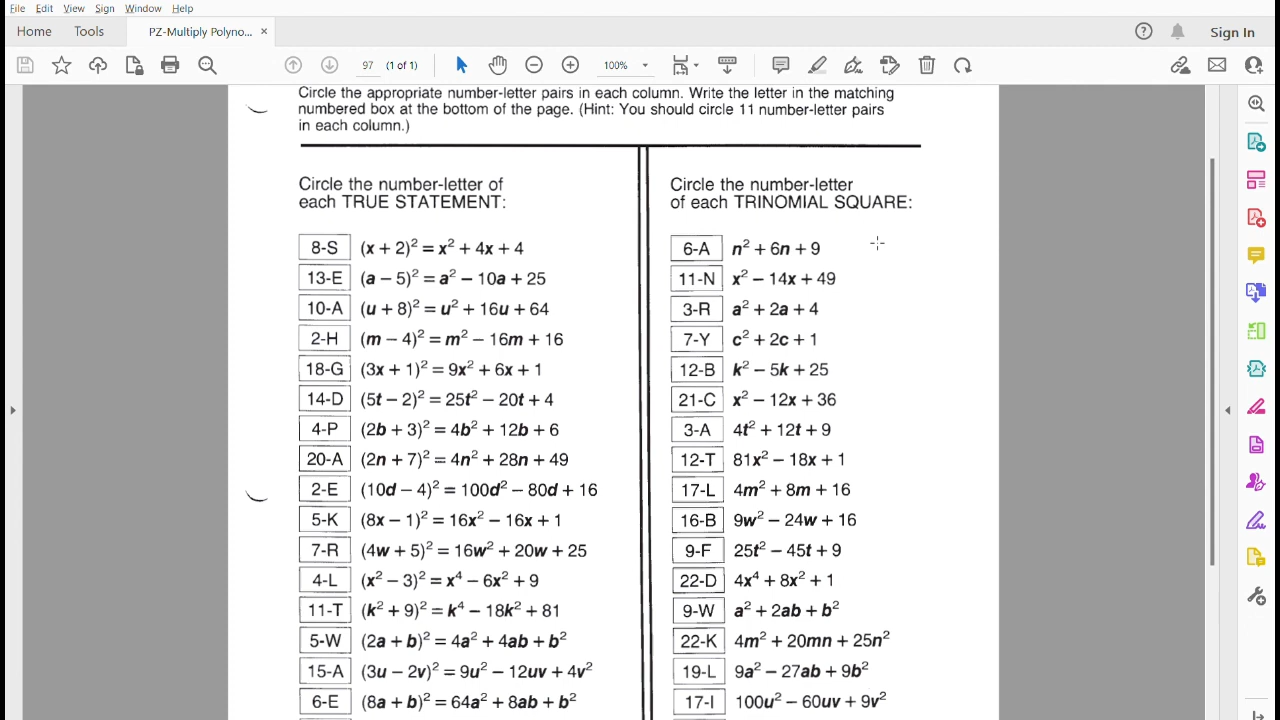 File Edit View Sign Window Help
Home Tools PZ-Multiply Polyno... × Sign In
97 (1 of 1) 100%
Circle the appropriate number-letter pairs in each column. Write the letter in the matching
numbered box at the bottom of the page. (Hint: You should circle 11 number-letter pairs
in each column.)
Circle the number-letter of
each TRUE STATEMENT:
8-S (x + 2)² = x² + 4x + 4
13-E (a − 5)² = a² − 10a + 25
10-A (u + 8)² = u² + 16u + 64
2-H (m − 4)² = m² − 16m + 16
18-G (3x + 1)² = 9x² + 6x + 1
14-D (5t − 2)² = 25t² − 20t + 4
4-P (2b + 3)² = 4b² + 12b + 6
20-A (2n + 7)² = 4n² + 28n + 49
2-E (10d − 4)² = 100d² − 80d + 16
5-K (8x − 1)² = 16x² − 16x + 1
7-R (4w + 5)² = 16w² + 20w + 25
4-L (x² − 3)² = x⁴ − 6x² + 9
11-T (k² + 9)² = k⁴ − 18k² + 81
5-W (2a + b)² = 4a² + 4ab + b²
15-A (3u − 2v)² = 9u² − 12uv + 4v²
6-E (8a + b)² = 64a² + 8ab + b²
Circle the number-letter
of each TRINOMIAL SQUARE:
6-A n² + 6n + 9
11-N x² − 14x + 49
3-R a² + 2a + 4
7-Y c² + 2c + 1
12-B k² − 5k + 25
21-C x² − 12x + 36
3-A 4t² + 12t + 9
12-T 81x² − 18x + 1
17-L 4m² + 8m + 16
16-B 9w² − 24w + 16
9-F 25t² − 45t + 9
22-D 4x⁴ + 8x² + 1
9-W a² + 2ab + b²
22-K 4m² + 20mn + 25n²
19-L 9a² − 27ab + 9b²
17-I 100u² − 60uv + 9v²